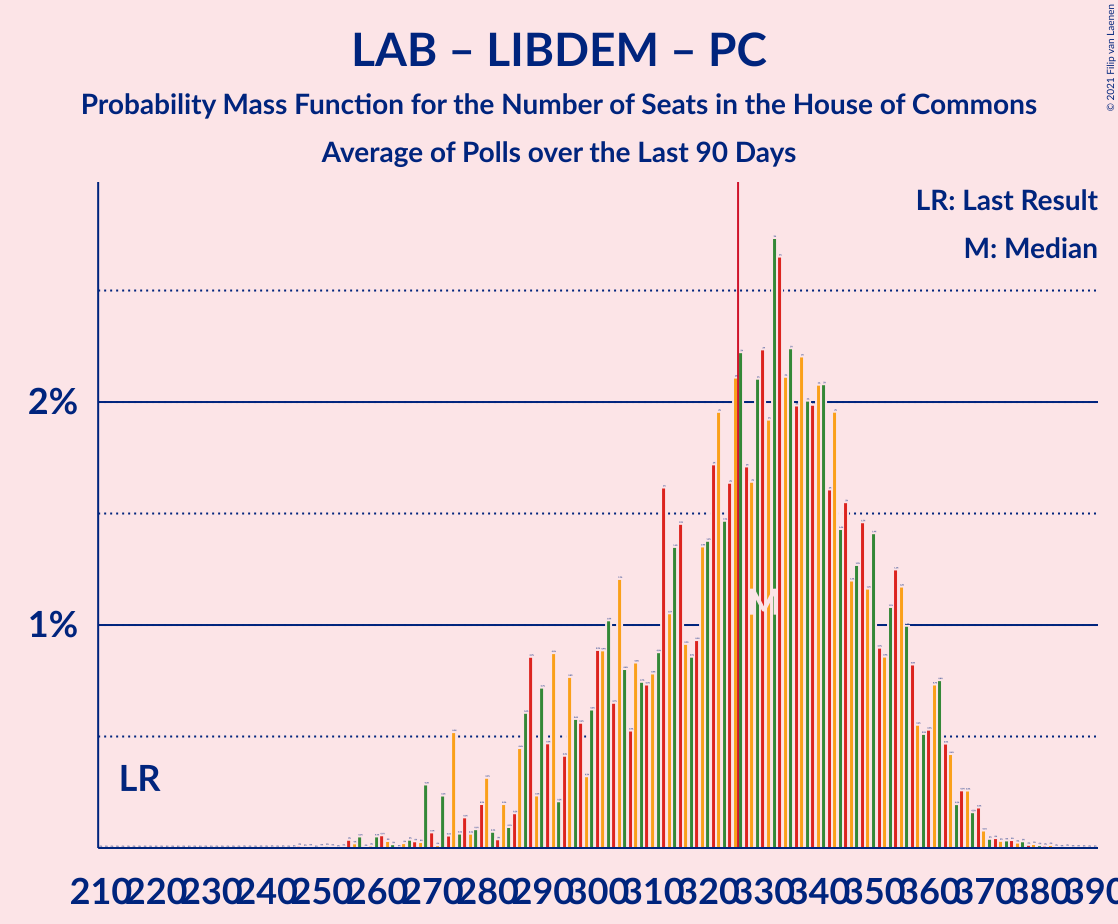 LAB – LIBDEM – PC
Probability Mass Function for the Number of Seats in the House of Commons
Average of Polls over the Last 90 Days
© 2021 Filip van Laenen
LR: Last Result
M: Median
2%
1%
M
LR
210 220 230 240 250 260 270 280 290 300 310 320 330 340 350 360 370 380 390